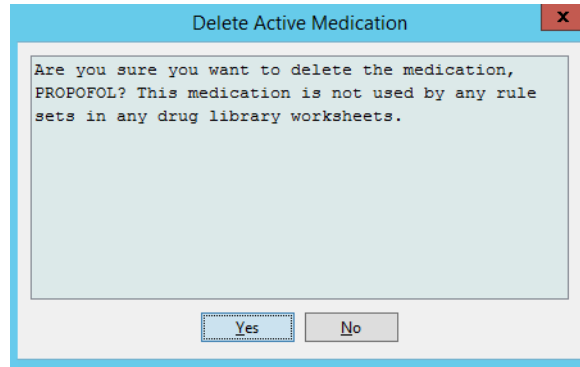 Delete Active Medication
x
Are you sure you want to delete the medication,
PROPOFOL? This medication is not used by any rule
sets in any drug library worksheets.
Yes No